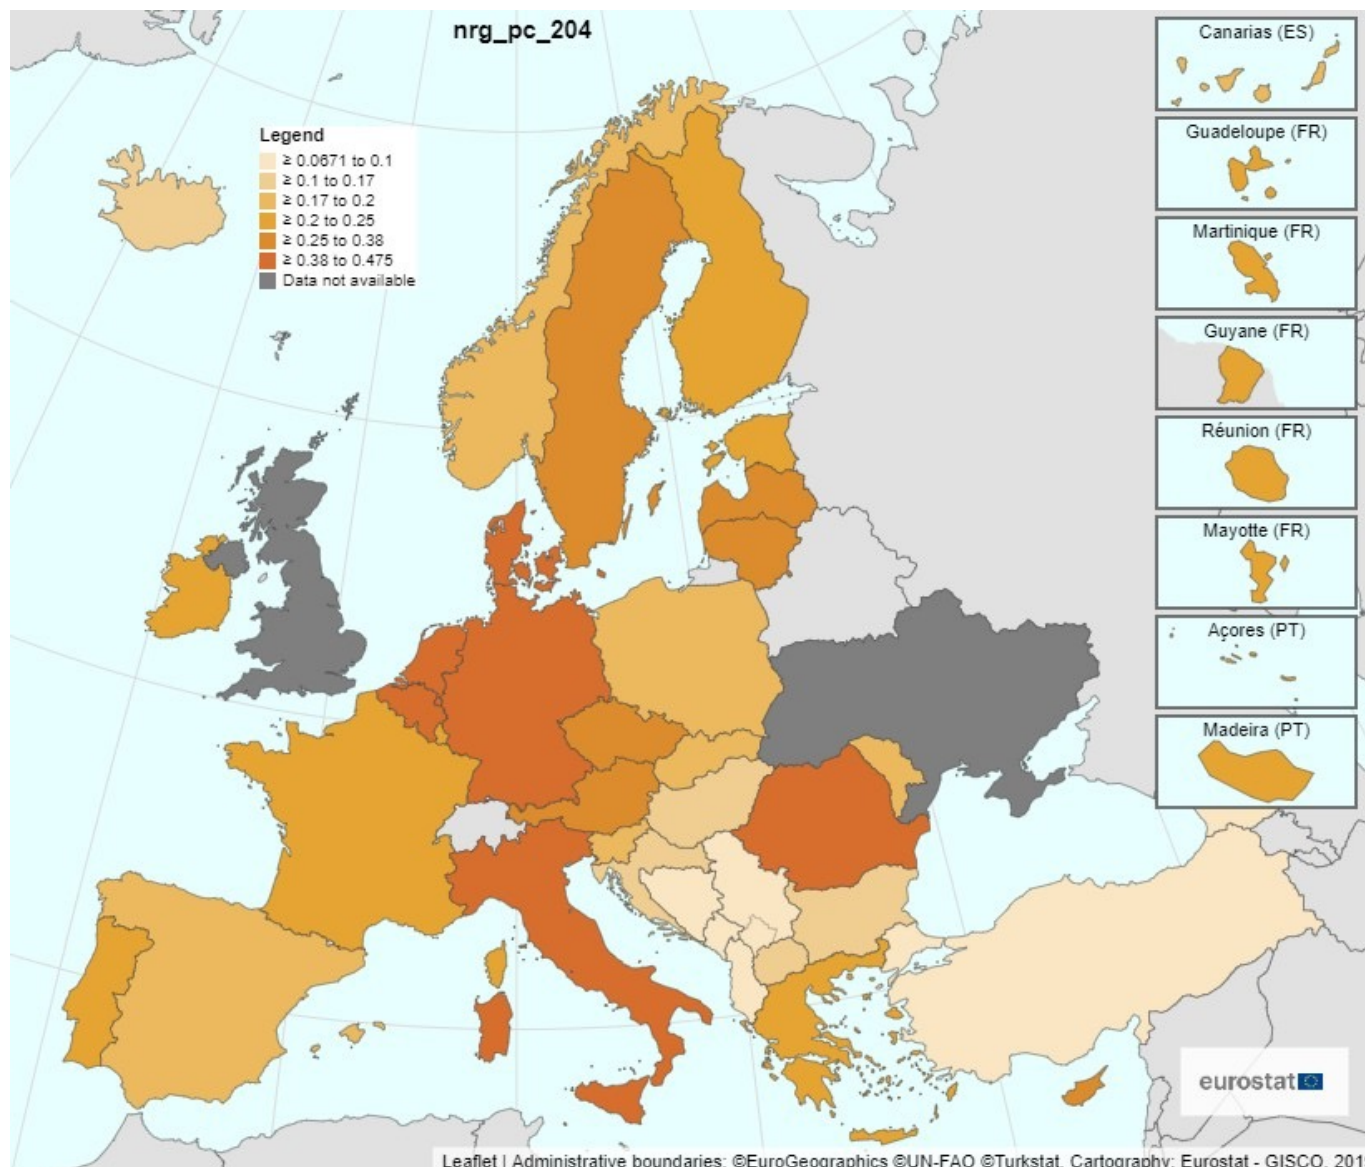 nrg_pc_204
Legend
≥ 0.0671 to 0.1
≥ 0.1 to 0.17
≥ 0.17 to 0.2
≥ 0.2 to 0.25
≥ 0.25 to 0.38
≥ 0.38 to 0.475
Data not available
Canarias (ES)
Guadeloupe (FR)
Martinique (FR)
Guyane (FR)
Réunion (FR)
Mayotte (FR)
Açores (PT)
Madeira (PT)
eurostat
Leaflet | Administrative boundaries: ©EuroGeographics ©UN-FAO ©Turkstat, Cartography: Eurostat - GISCO, 201